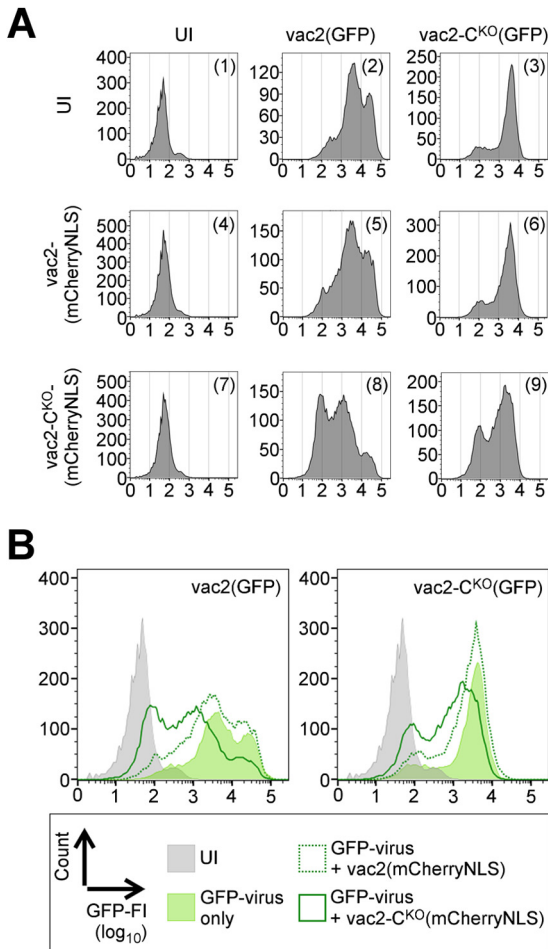 A
UI
vac2(GFP)
vac2-C^KO(GFP)
UI
(1)
300
200
100
0
0 1 2 3 4 5
(2)
120
90
60
30
0
0 1 2 3 4 5
(3)
250
200
150
100
50
0
0 1 2 3 4 5
vac2-
(mCherryNLS)
(4)
500
400
300
200
100
0
0 1 2 3 4 5
(5)
150
100
50
0
0 1 2 3 4 5
(6)
300
200
100
0
0 1 2 3 4 5
vac2-C^KO-
(mCherryNLS)
(7)
500
400
300
200
100
0
0 1 2 3 4 5
(8)
150
100
50
0
0 1 2 3 4 5
(9)
200
150
100
50
0
0 1 2 3 4 5
B
vac2(GFP)
400
300
200
100
0
0 1 2 3 4 5
vac2-C^KO(GFP)
400
300
200
100
0
0 1 2 3 4 5
Count
GFP-FI
(log10)
UI
GFP-virus
only
GFP-virus
+ vac2(mCherryNLS)
GFP-virus
+ vac2-C^KO(mCherryNLS)